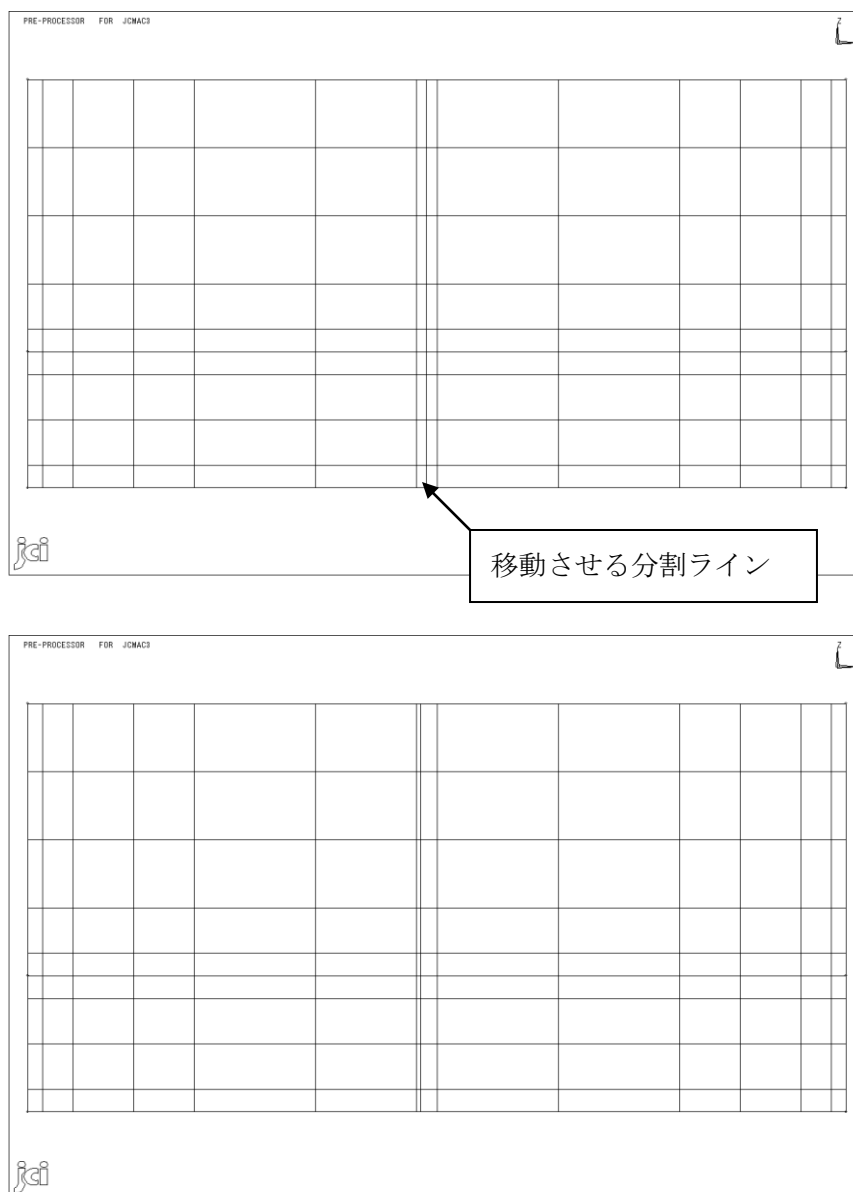 PRE-PROCESSOR FOR JCMAC3
Z
jci
移動させる分割ライン
PRE-PROCESSOR FOR JCMAC3
Z
jci